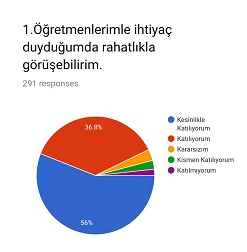 1.Öğretmenlerimle ihtiyaç
duyduğumda rahatlıkla
görüşebilirim.
291 responses
Kesinlikle
Katılıyorum
Katılıyorum
Kararsızım
Kısmen Katılıyorum
Katılmıyorum
36.8%
56%